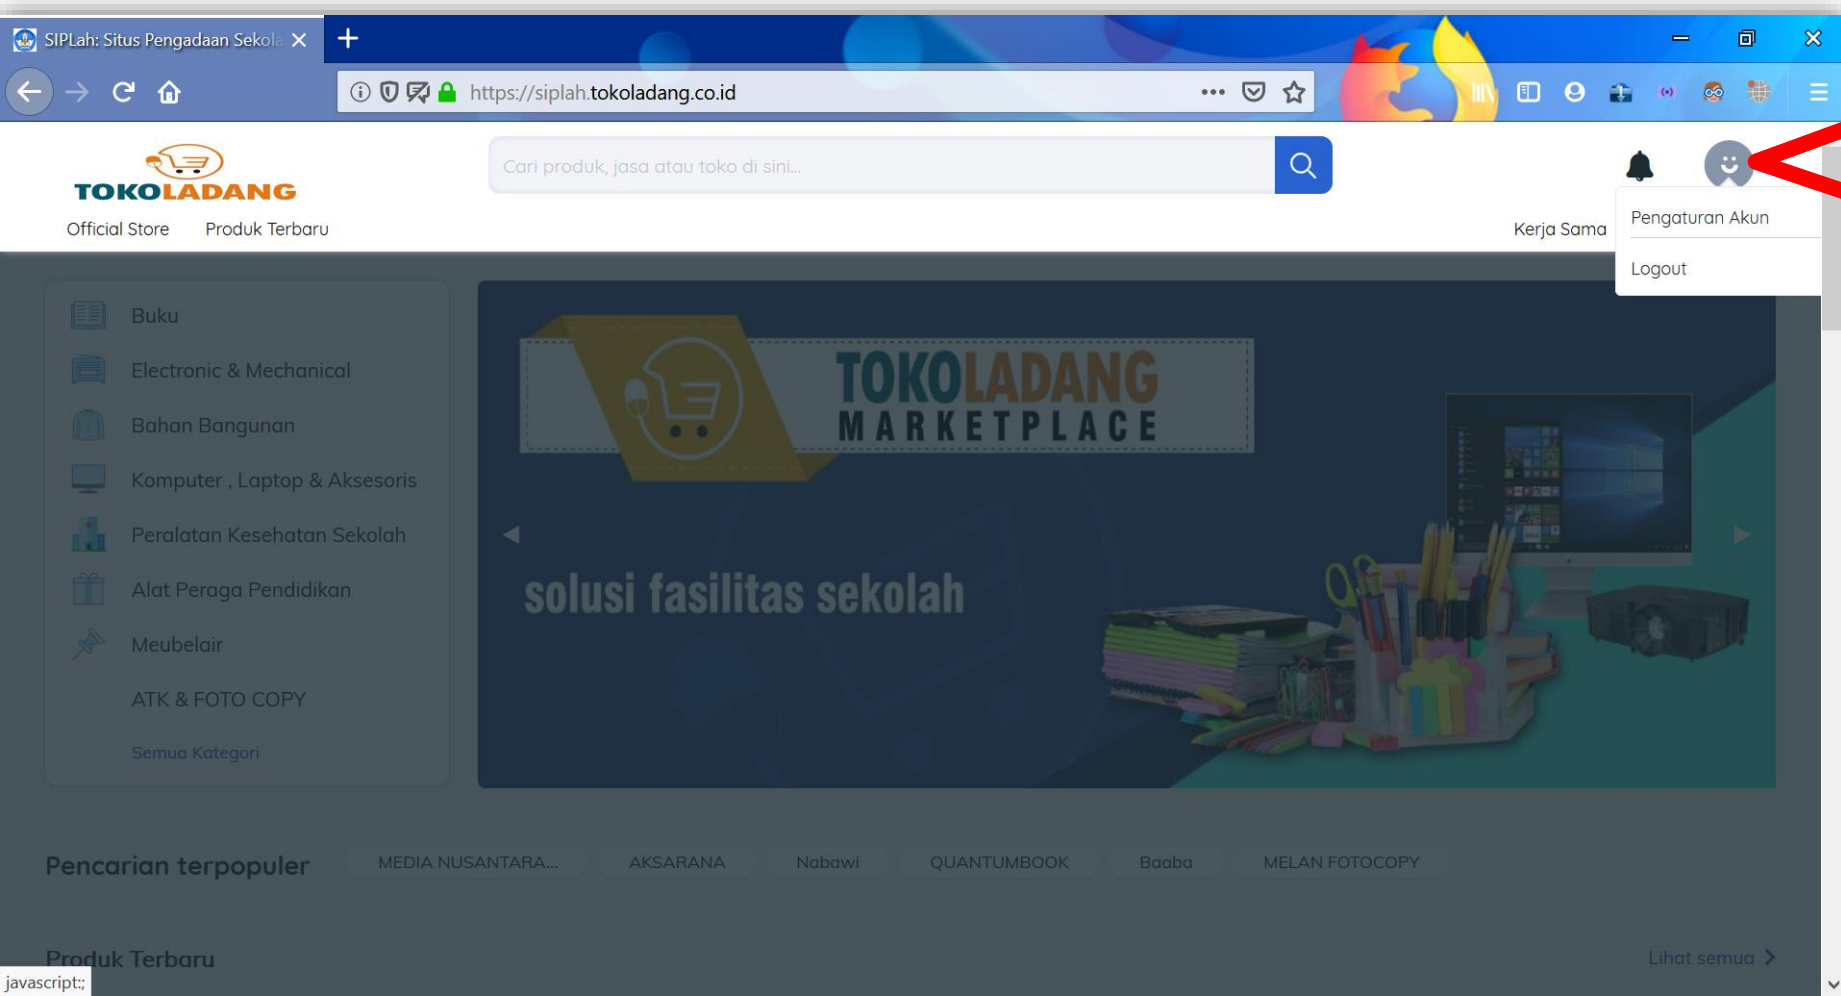 SIPLah: Situs Pengadaan Sekola
https://siplah.tokoladang.co.id
TOKOLADANG
Cari produk, jasa atau toko di sini...
Official Store
Produk Terbaru
Kerja Sama
Pengaturan Akun
Logout
Buku
Electronic & Mechanical
Bahan Bangunan
Komputer , Laptop & Aksesoris
Peralatan Kesehatan Sekolah
Alat Peraga Pendidikan
Meubelair
ATK & FOTO COPY
Semua Kategori
TOKOLADANG
MARKETPLACE
solusi fasilitas sekolah
Pencarian terpopuler
MEDIA NUSANTARA...
AKSARANA
Nabawi
QUANTUMBOOK
Baaba
MELAN FOTOCOPY
Produk Terbaru
Lihat semua
javascript:;